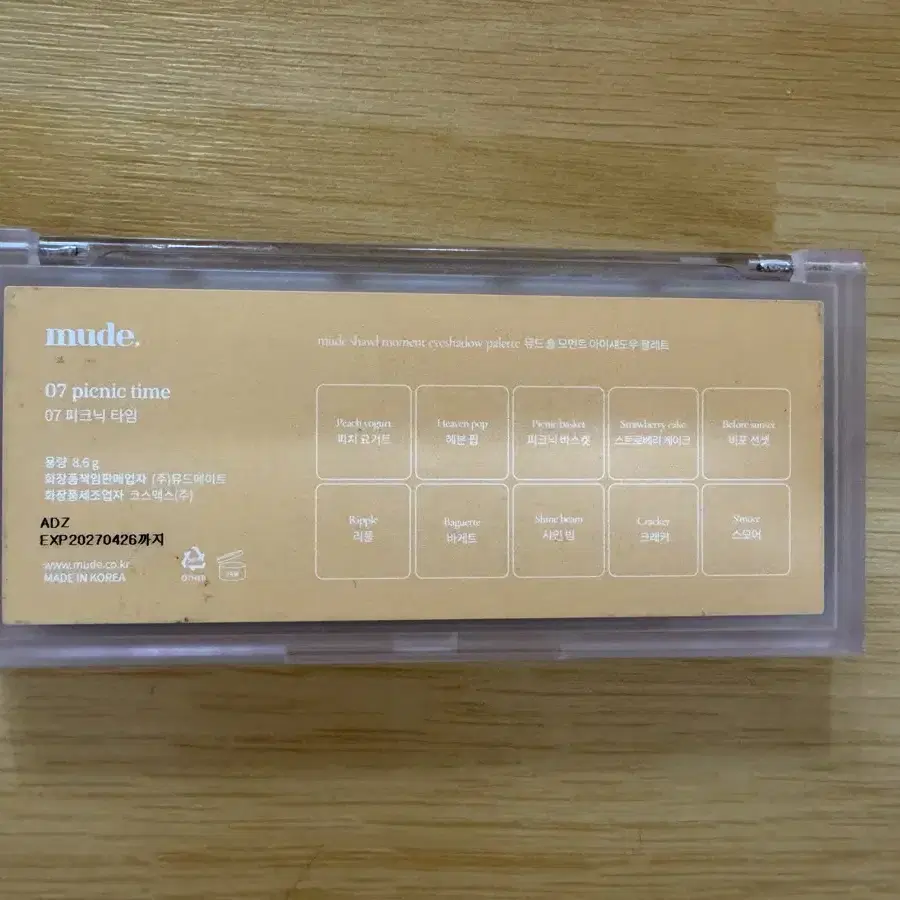 mude.
mude shawl moment eyeshadow palette 뮤드 숄 모먼트 아이섀도우 팔레트
07 picnic time
07 피크닉 타임
용량 8.6 g
화장품책임판매업자 (주)뮤드메이트
화장품제조업자 코스맥스(주)
ADZ
EXP20270426까지
www.mude.co.kr
MADE IN KOREA
OTHER
Peach yogurt
피치 요거트
Heaven pop
헤븐 팝
Picnic basket
피크닉 바스켓
Strawberry cake
스트로베리 케이크
Before sunset
비포 선셋
Ripple
리플
Baguette
바게트
Shine beam
샤인 빔
Cracker
크래커
Smore
스모어